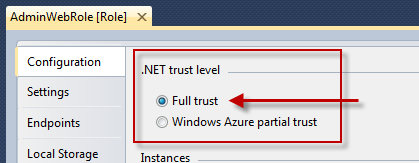 AdminWebRole [Role]
Configuration
Settings
Endpoints
Local Storage
.NET trust level
Full trust
Windows Azure partial trust
Instances